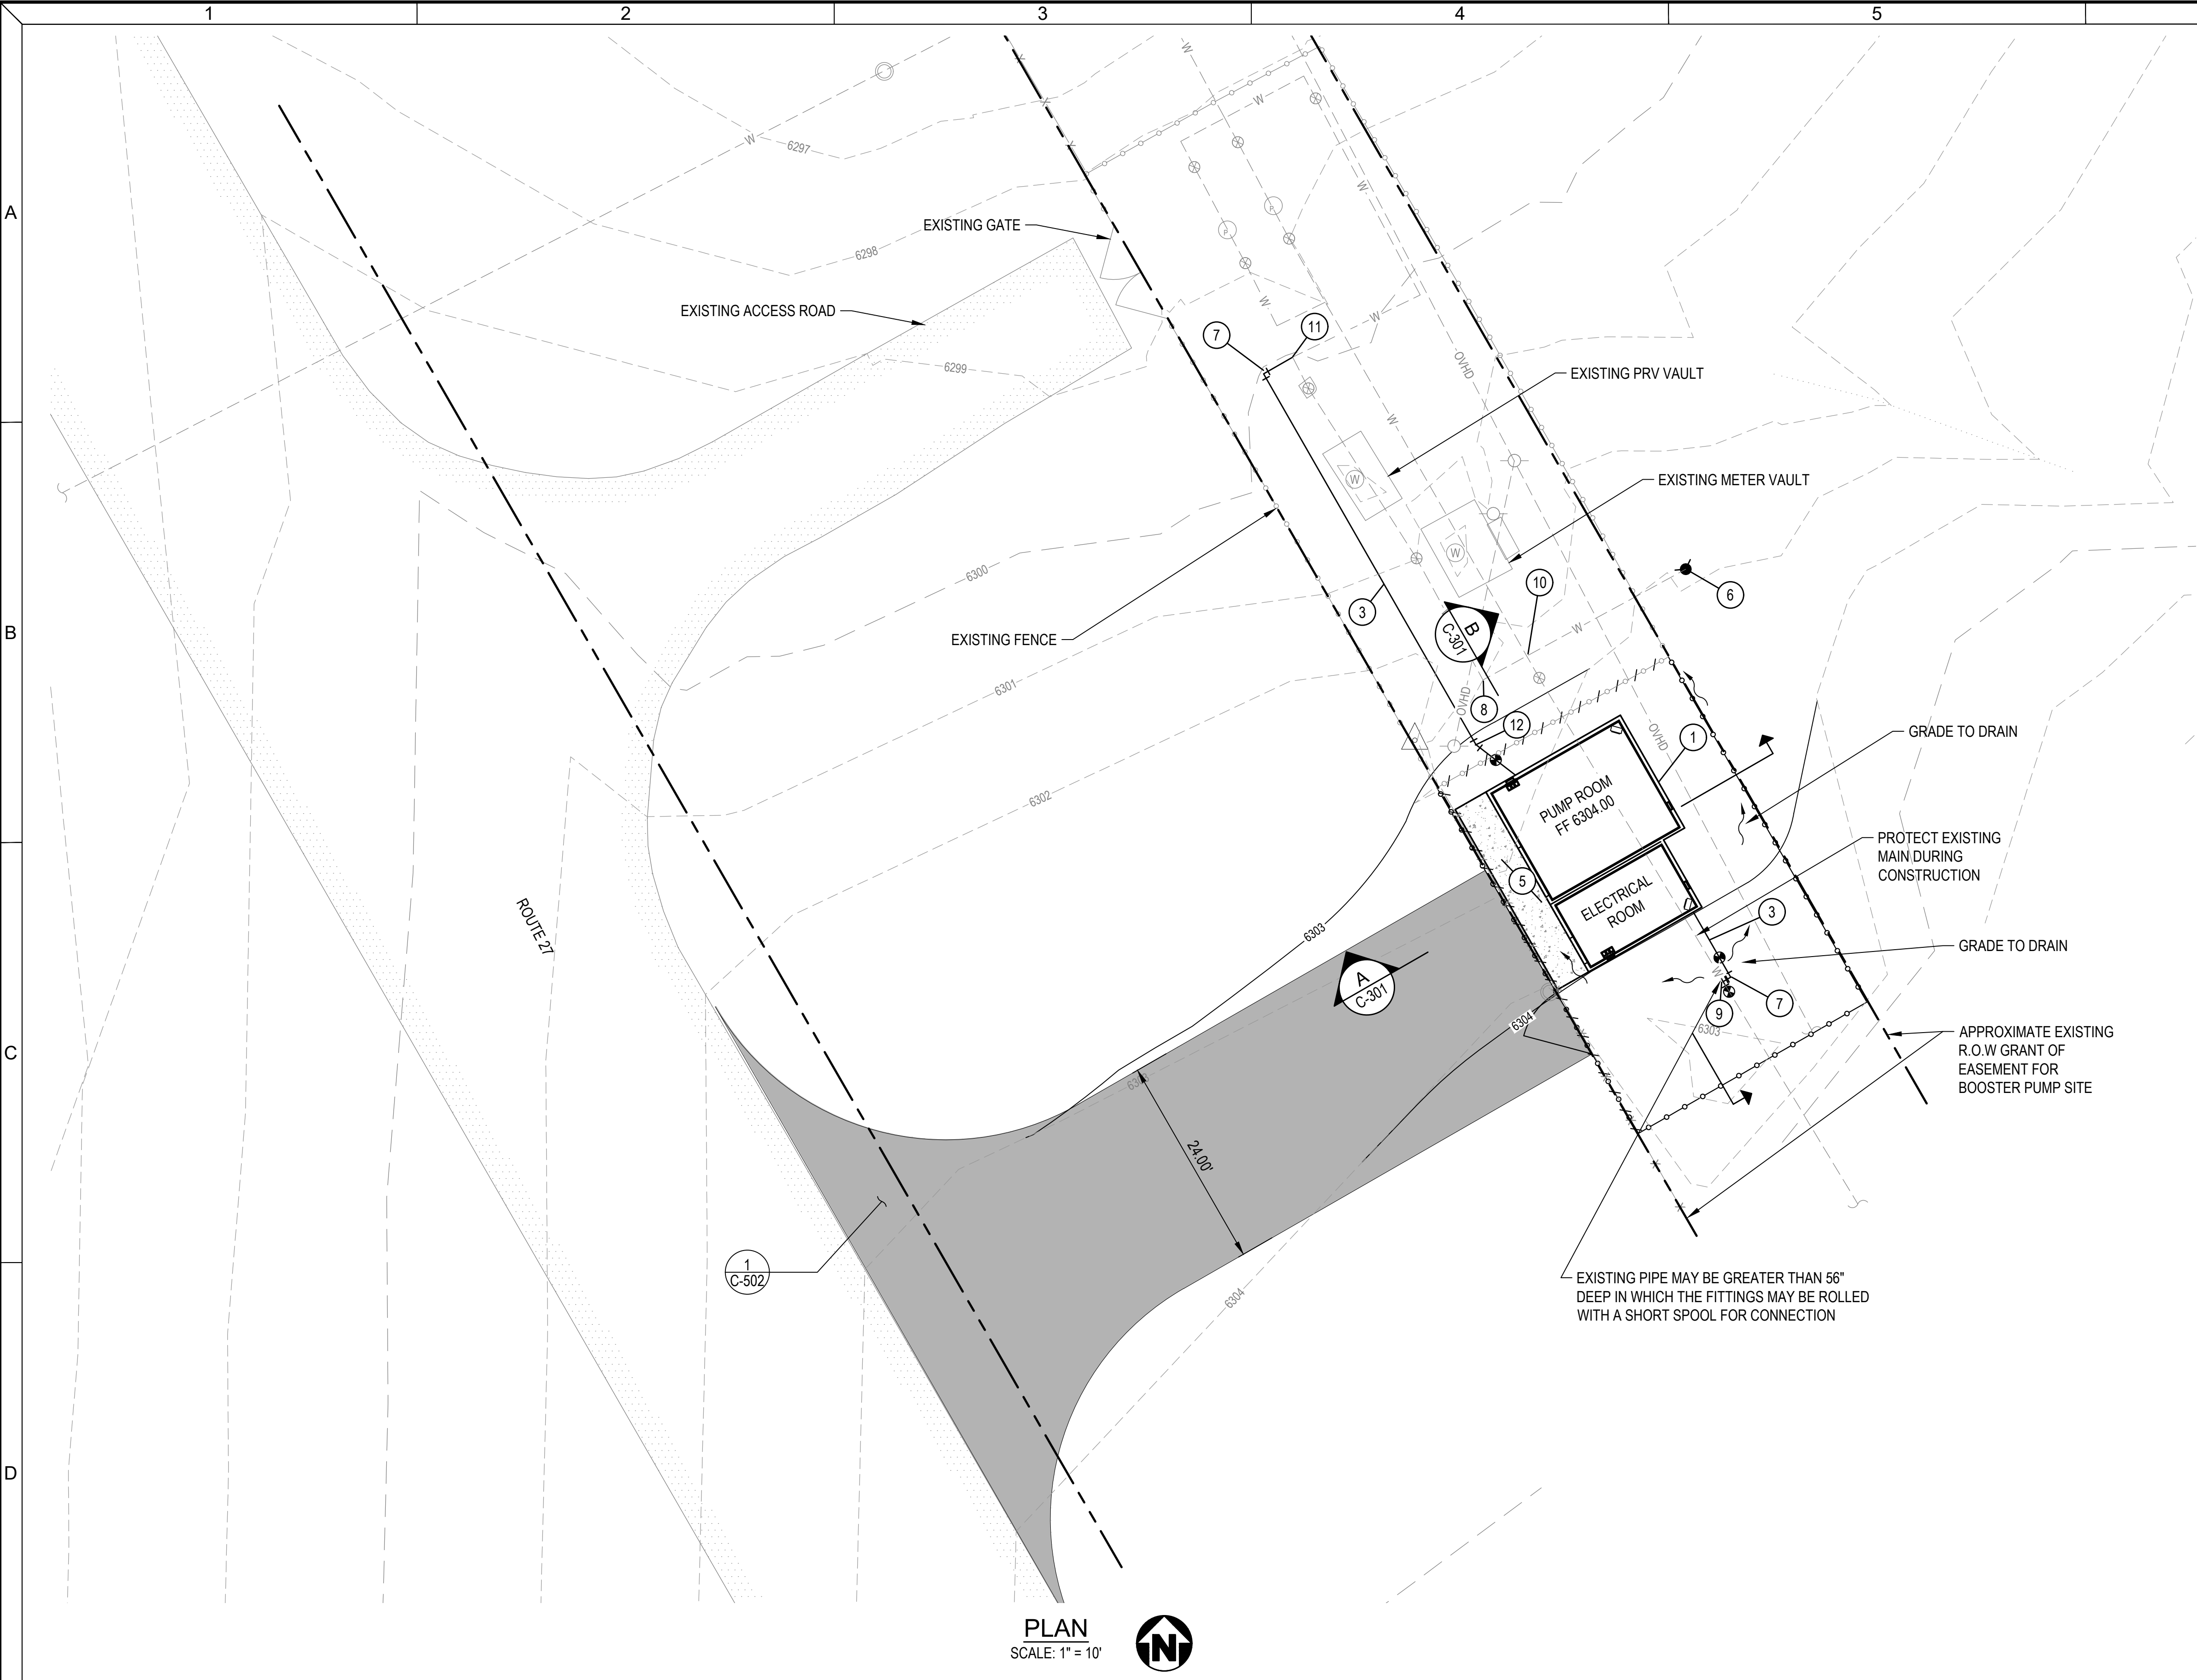 1
2
3
4
5
A
B
C
D
W
W
6297
W
W
EXISTING GATE
6298
P
P
EXISTING ACCESS ROAD
W
W
7
11
OVHD
6299
EXISTING PRV VAULT
W
EXISTING METER VAULT
W
W
6300
10
3
6
B
C-301
W
EXISTING FENCE
6301
OVHD
8
12
OVHD
1
GRADE TO DRAIN
6302
PUMP ROOM
FF 6304.00
PROTECT EXISTING
MAIN DURING
CONSTRUCTION
5
ELECTRICAL
ROOM
ROUTE 27
3
6303
GRADE TO DRAIN
A
C-301
W
7
9
6304
6303
APPROXIMATE EXISTING
R.O.W GRANT OF
EASEMENT FOR
BOOSTER PUMP SITE
6303
24.00'
1
C-502
EXISTING PIPE MAY BE GREATER THAN 56"
DEEP IN WHICH THE FITTINGS MAY BE ROLLED
WITH A SHORT SPOOL FOR CONNECTION
6304
PLAN
SCALE: 1" = 10'
N